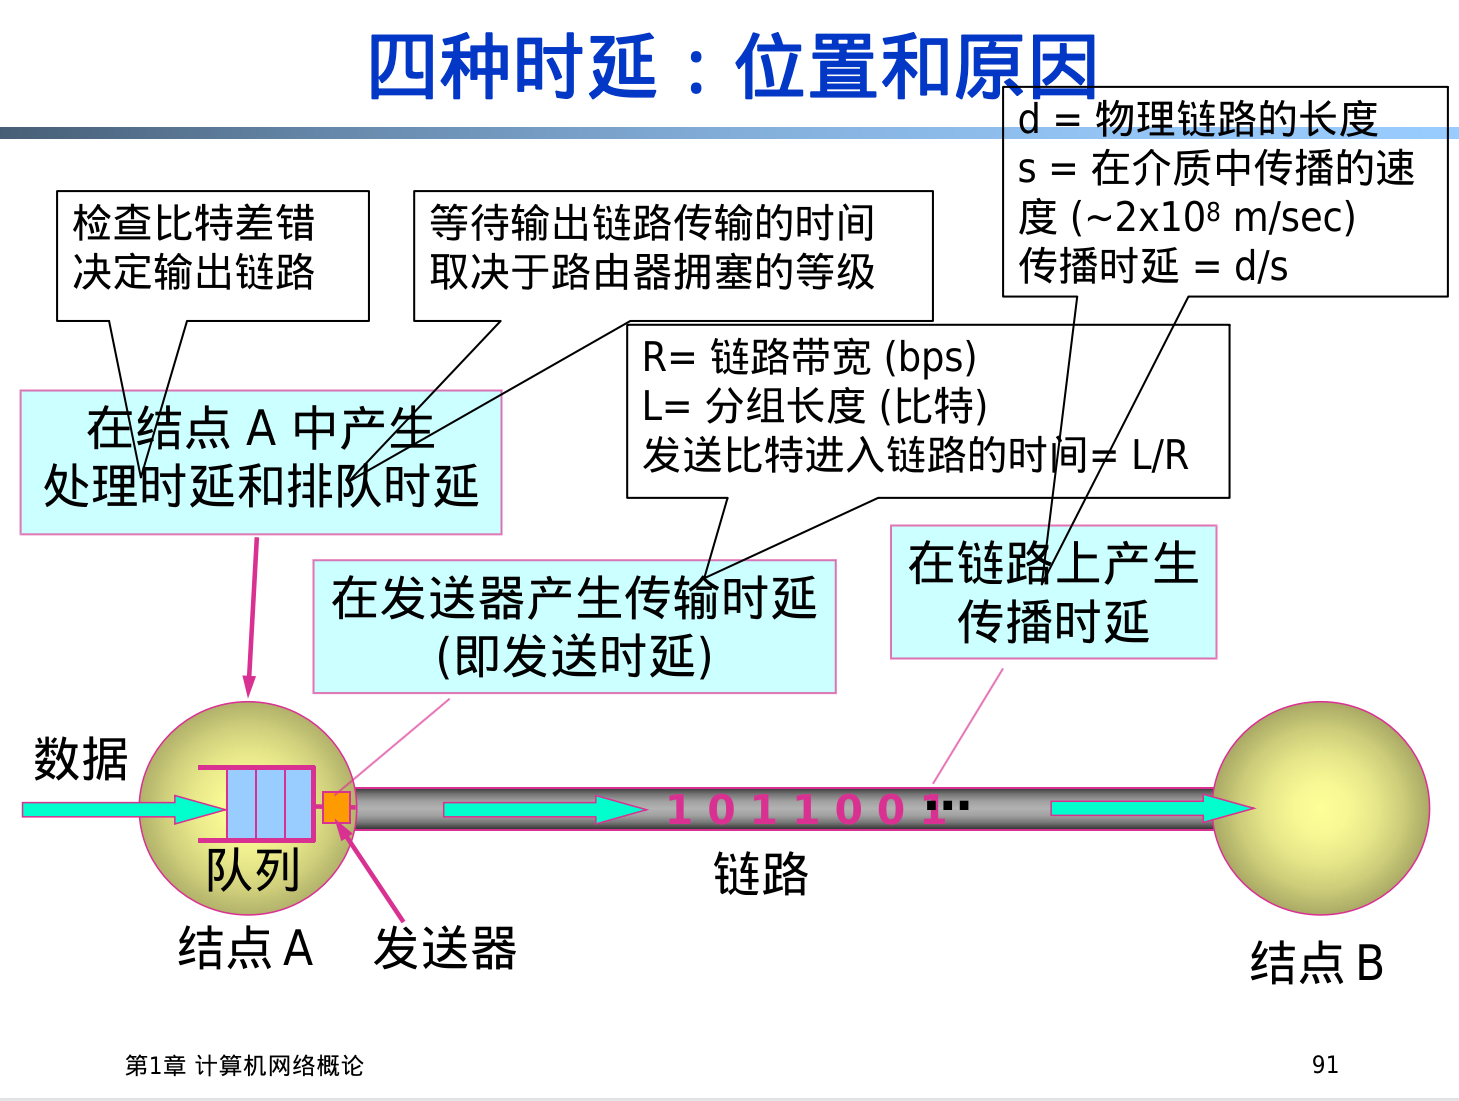 四种时延：位置和原因
d = 物理链路的长度
s = 在介质中传播的速
度 (~2x10⁸ m/sec)
传播时延 = d/s
检查比特差错
决定输出链路
等待输出链路传输的时间
取决于路由器拥塞的等级
R= 链路带宽 (bps)
L= 分组长度 (比特)
发送比特进入链路的时间= L/R
在结点 A 中产生
处理时延和排队时延
在发送器产生传输时延
(即发送时延)
在链路上产生
传播时延
数据
队列
1 0 1 1 0 0 1
...
链路
结点 A
发送器
结点 B
第1章 计算机网络概论
91